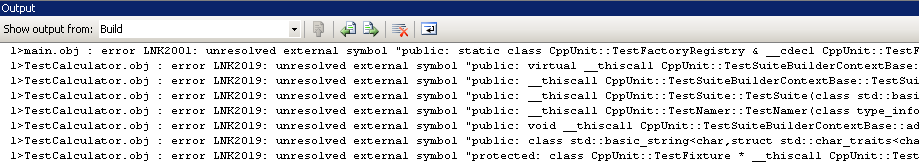 Output
Show output from: Build
1>main.obj : error LNK2001: unresolved external symbol "public: static class CppUnit::TestFactoryRegistry & __cdecl CppUnit::TestF
1>TestCalculator.obj : error LNK2019: unresolved external symbol "public: virtual __thiscall CppUnit::TestSuiteBuilderContextBase:
1>TestCalculator.obj : error LNK2019: unresolved external symbol "public: __thiscall CppUnit::TestSuiteBuilderContextBase::TestSui
1>TestCalculator.obj : error LNK2019: unresolved external symbol "public: __thiscall CppUnit::TestSuite::TestSuite(class std::basi
1>TestCalculator.obj : error LNK2019: unresolved external symbol "public: __thiscall CppUnit::TestNamer::TestNamer(class type_info
1>TestCalculator.obj : error LNK2019: unresolved external symbol "public: void __thiscall CppUnit::TestSuiteBuilderContextBase::ad
1>TestCalculator.obj : error LNK2019: unresolved external symbol "public: class std::basic_string<char,struct std::char_traits<cha
1>TestCalculator.obj : error LNK2019: unresolved external symbol "protected: class CppUnit::TestFixture * __thiscall CppUnit::Test